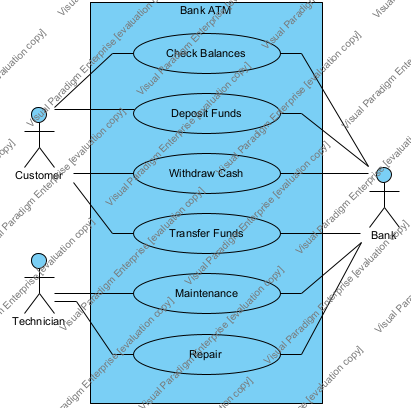 Bank ATM
Check Balances
Deposit Funds
Customer
Withdraw Cash
Bank
Transfer Funds
Technician
Maintenance
Repair
Visual Paradigm Enterprise [evaluation copy]